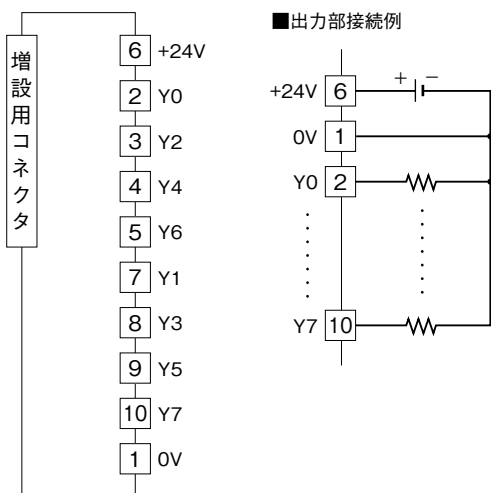 増設用コネクタ
6 +24V
2 Y0
3 Y2
4 Y4
5 Y6
7 Y1
8 Y3
9 Y5
10 Y7
1 0V
■出力部接続例
+24V 6 + −
0V 1
Y0 2
Y7 10